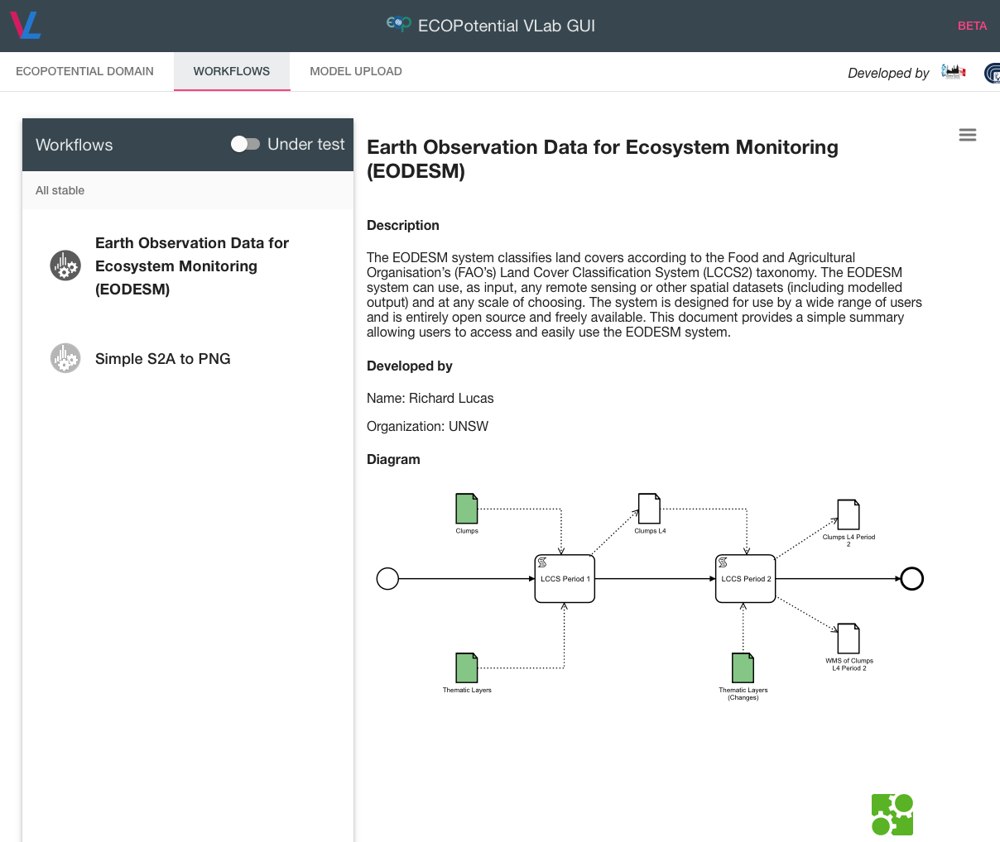 VL
ECOPotential VLab GUI
BETA
ECOPOTENTIAL DOMAIN
WORKFLOWS
MODEL UPLOAD
Developed by
Workflows
Under test
All stable
Earth Observation Data for
Ecosystem Monitoring
(EODESM)
Simple S2A to PNG
Earth Observation Data for Ecosystem Monitoring
(EODESM)
Description
The EODESM system classifies land covers according to the Food and Agricultural
Organisation’s (FAO’s) Land Cover Classification System (LCCS2) taxonomy. The EODESM
system can use, as input, any remote sensing or other spatial datasets (including modelled
output) and at any scale of choosing. The system is designed for use by a wide range of users
and is entirely open source and freely available. This document provides a simple summary
allowing users to access and easily use the EODESM system.
Developed by
Name: Richard Lucas
Organization: UNSW
Diagram
Clumps
Clumps L4
Clumps L4 Period
2
LCCS Period 1
LCCS Period 2
WMS of Clumps
L4 Period 2
Thematic Layers
Thematic Layers
(Changes)